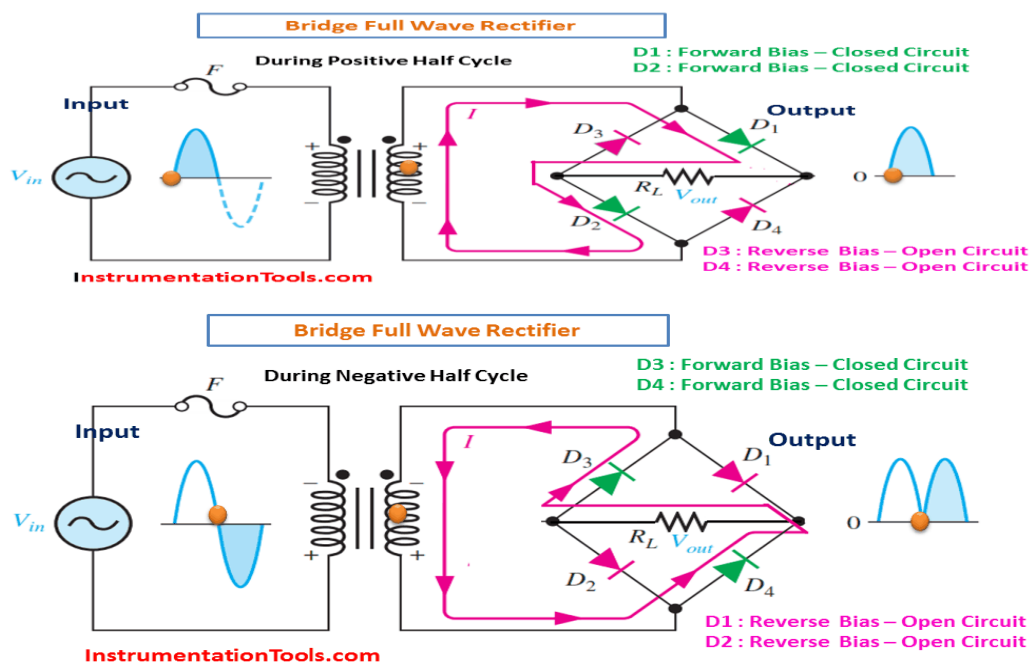 Bridge Full Wave Rectifier
During Positive Half Cycle
D1 : Forward Bias – Closed Circuit
D2 : Forward Bias – Closed Circuit
F
Input
Output
I
D3
D1
+ +
Vin
0
RL
Vout
D2
D4
- -
D3 : Reverse Bias – Open Circuit
D4 : Reverse Bias – Open Circuit
InstrumentationTools.com
Bridge Full Wave Rectifier
During Negative Half Cycle
D3 : Forward Bias – Closed Circuit
D4 : Forward Bias – Closed Circuit
F
Input
Output
I
D3
D1
- -
Vin
0
RL
Vout
+ +
D2
D4
D1 : Reverse Bias – Open Circuit
D2 : Reverse Bias – Open Circuit
InstrumentationTools.com